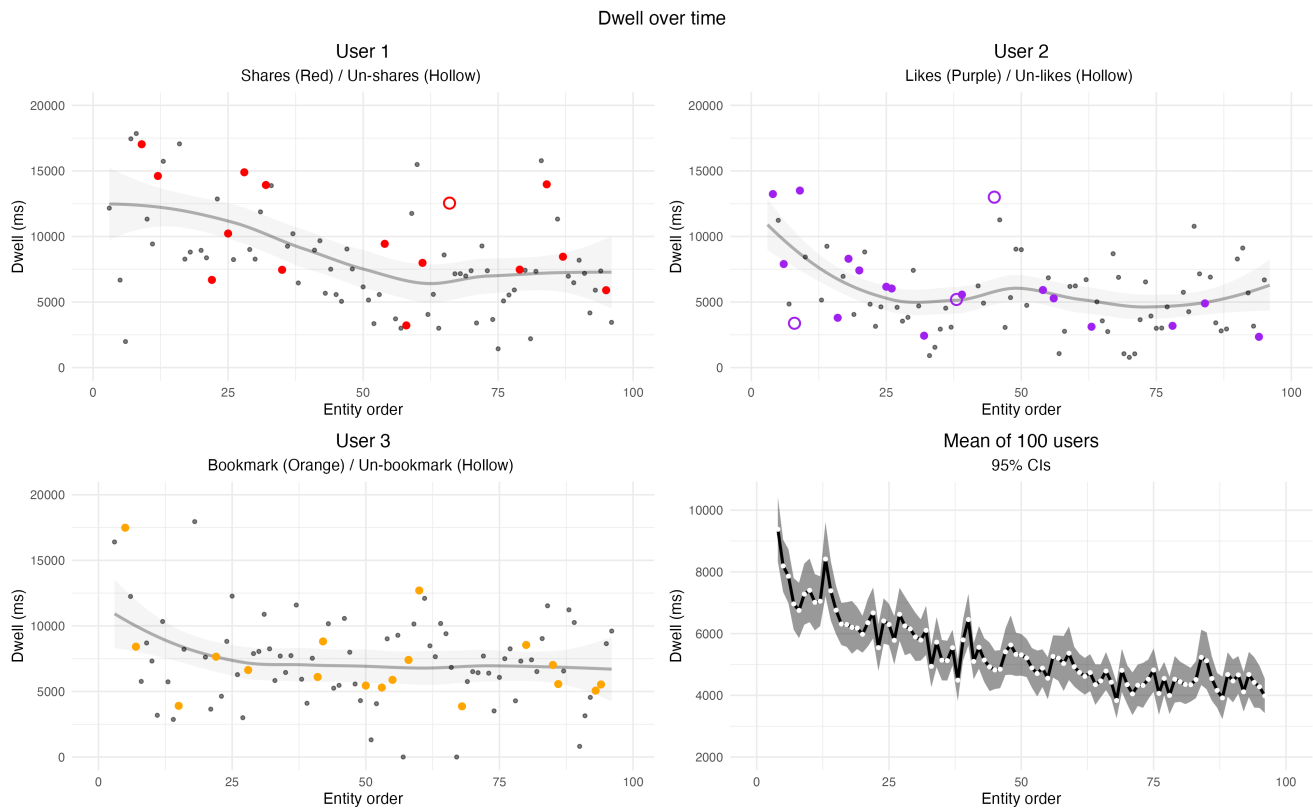 Dwell over time
User 1
Shares (Red) / Un-shares (Hollow)
Dwell (ms)
20000
15000
10000
5000
0
0 25 50 75 100
Entity order
User 2
Likes (Purple) / Un-likes (Hollow)
Dwell (ms)
20000
15000
10000
5000
0
0 25 50 75 100
Entity order
User 3
Bookmark (Orange) / Un-bookmark (Hollow)
Dwell (ms)
20000
15000
10000
5000
0
0 25 50 75 100
Entity order
Mean of 100 users
95% CIs
Dwell (ms)
10000
8000
6000
4000
2000
0 25 50 75 100
Entity order